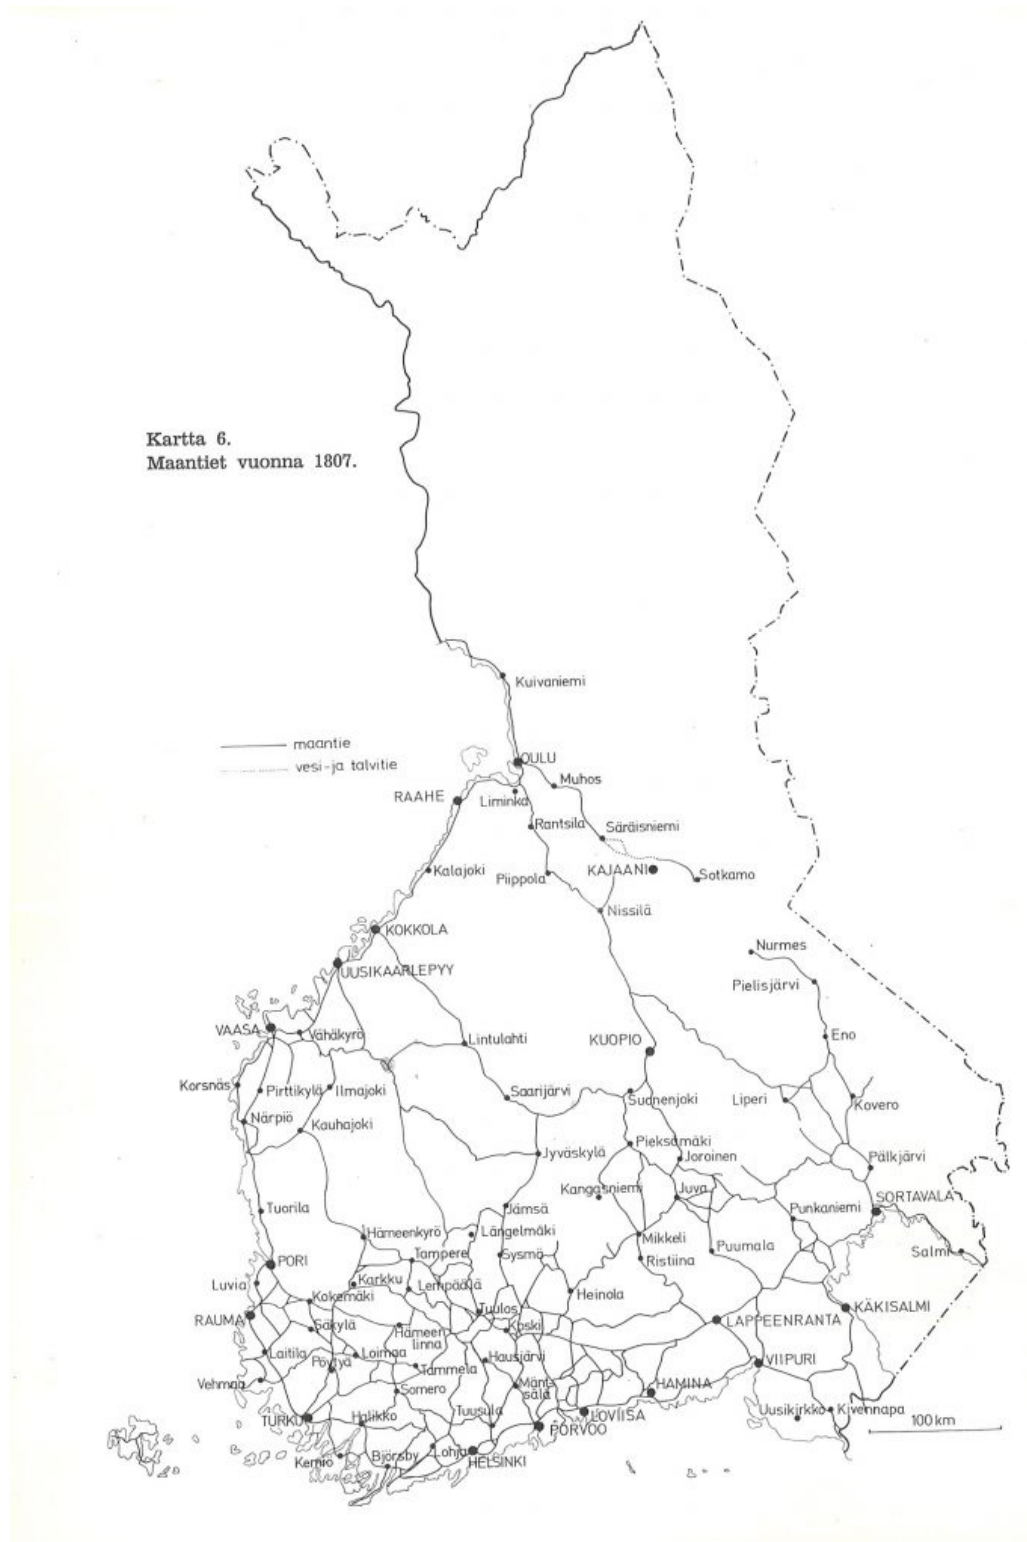 Kartta 6.
Maantiet vuonna 1807.
Kuivaniemi
maantie
vesi-ja talvitie
OULU
Muhos
RAAHE
Liminka
Rantsila
Säräisniemi
Kalajoki
Piippola
KAJAANI
Sotkamo
Nissilä
KOKKOLA
Nurmes
UUSIKAARLEPYY
Pielisjärvi
VAASA
Vähäkyrö
Lintulahti
KUOPIO
Eno
Korsnäs
Pirttikylä
Ilmajoki
Saarijärvi
Suonenjoki
Liperi
Kovero
Närpiö
Kauhajoki
Jyväskylä
Pieksämäki
Joroinen
Pälkjärvi
Kangasniemi
Juva
SORTAVALA
Tuorila
Jämsä
Punkaniemi
Hämeenkyrö
Längelmäki
Mikkeli
Puumala
Salmi
PORI
Tampere
Sysmä
Ristiina
Luvia
Karkku
Lempäälä
Heinola
Kokemäki
RAUMA
Tuulos
KÄKISALMI
Säkylä
Hämeen-
linna
Koski
LAPPEENRANTA
Laitila
Pöytyä
Loimaa
Hausjärvi
VIIPURI
Vehmaa
Tammela
Somero
Mänt-
sälä
HAMINA
TURKU
Halikko
Tuusula
LOVIISA
Uusikirkko
Kivennapa
PORVOO
100 km
Kemiö
Björsby
Lohja
HELSINKI